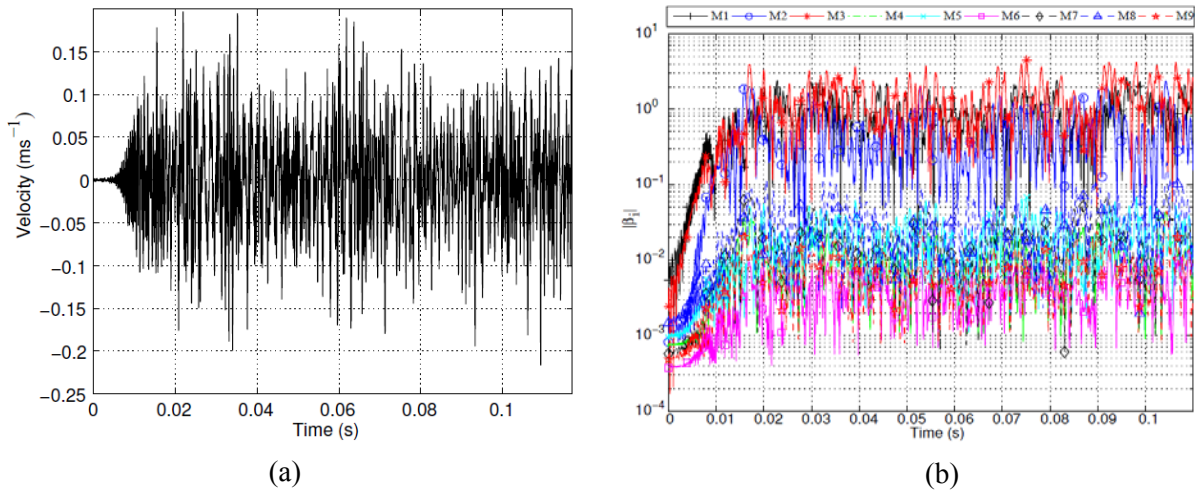 M1 M2 M3 M4 M5 M6 M7 M8 M9
0.15
0.1
0.05
0
−0.05
−0.1
−0.15
−0.2
−0.25
Velocity (ms⁻¹)
0 0.02 0.04 0.06 0.08 0.1
Time (s)
(a)
10¹
10⁰
10⁻¹
10⁻²
10⁻³
10⁻⁴
|β_i|
0 0.01 0.02 0.03 0.04 0.05 0.06 0.07 0.08 0.09 0.1
Time (s)
(b)